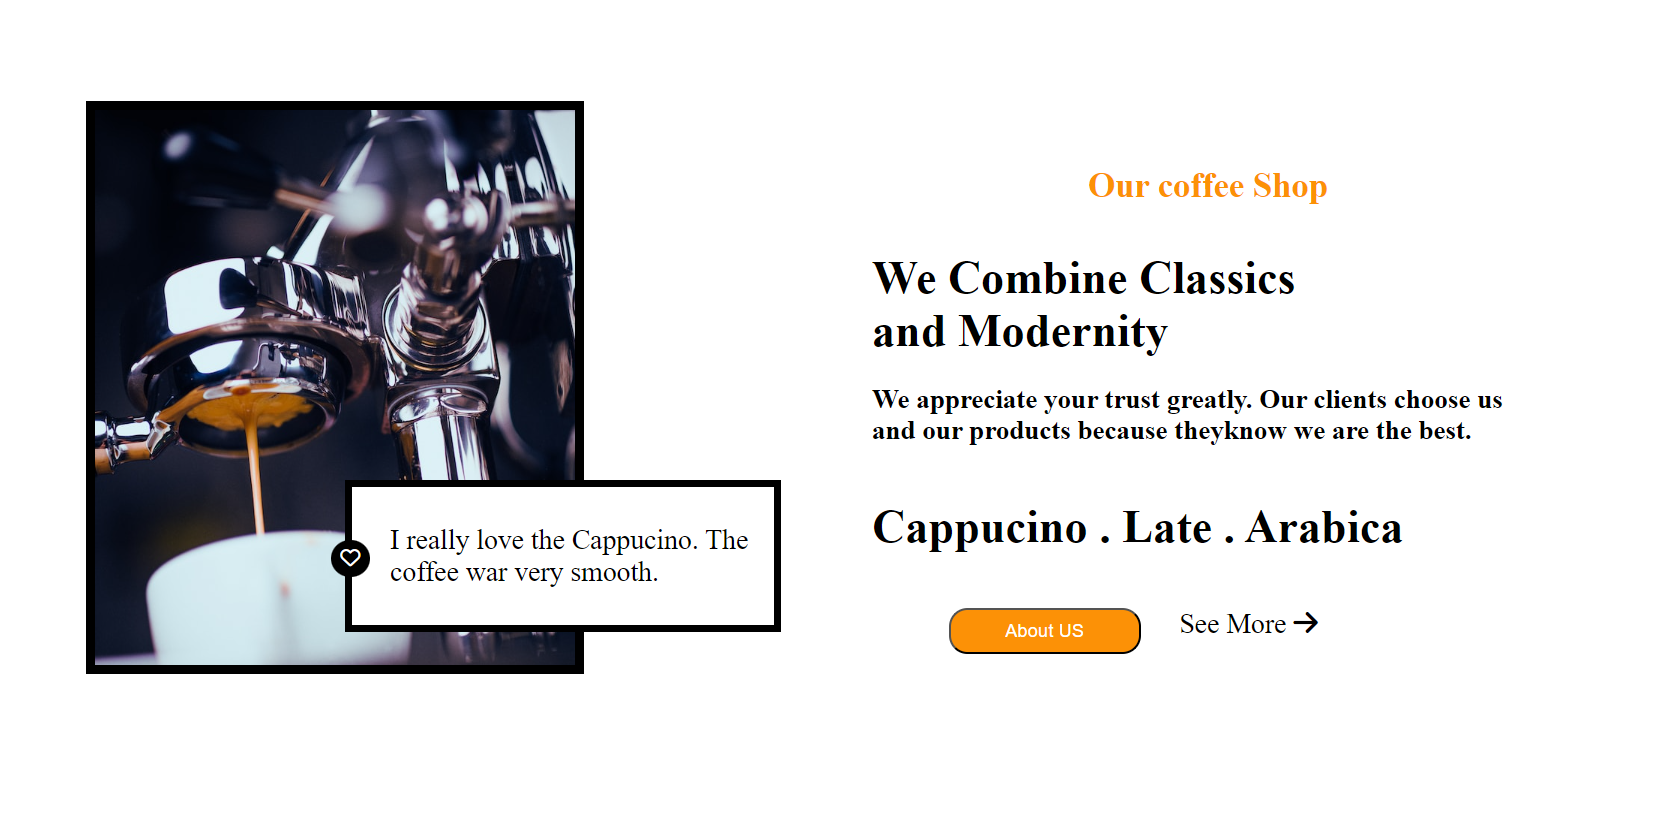 Our coffee Shop
We Combine Classics
and Modernity
We appreciate your trust greatly. Our clients choose us
and our products because theyknow we are the best.
I really love the Cappucino. The
coffee war very smooth.
Cappucino . Late . Arabica
About US
See More